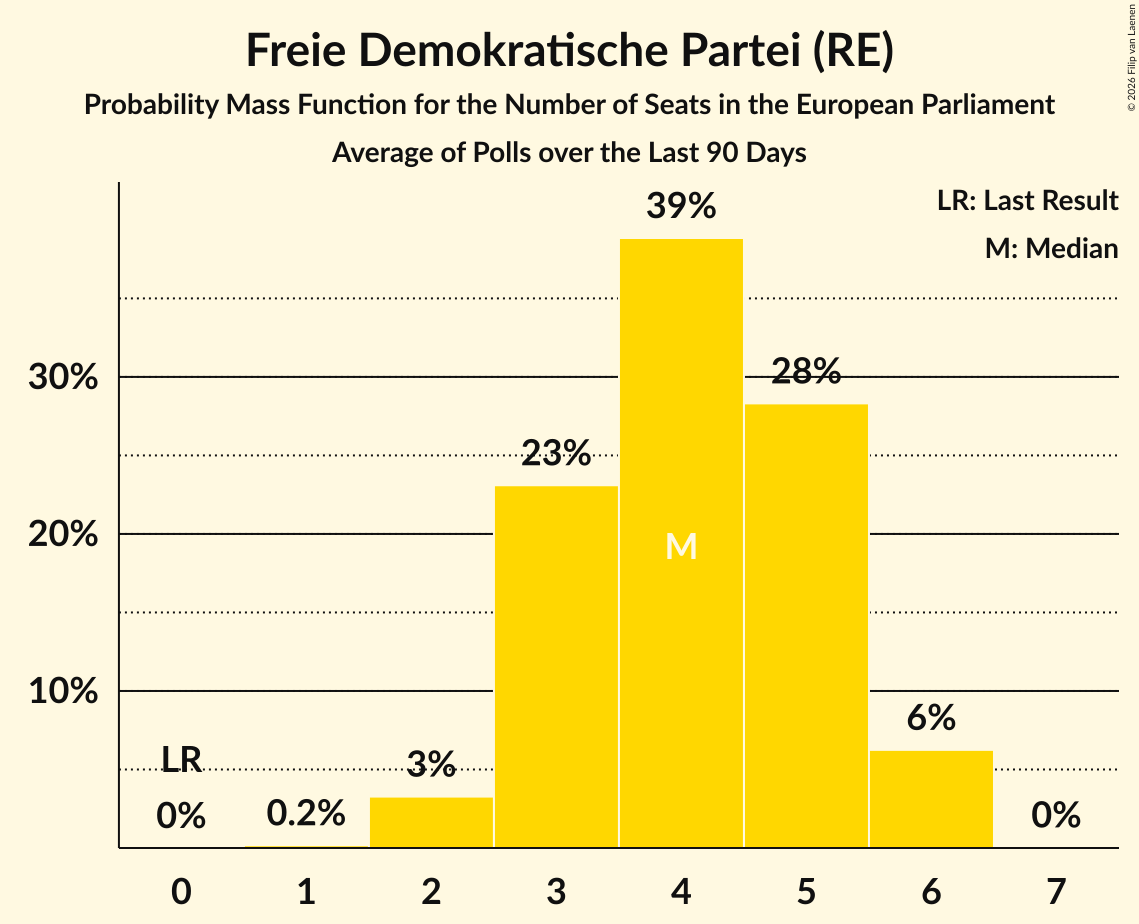 Freie Demokratische Partei (RE)
Probability Mass Function for the Number of Seats in the European Parliament
Average of Polls over the Last 90 Days
© 2026 Filip van Laenen
LR: Last Result
M: Median
39%
30%
28%
23%
20%
M
10%
6%
LR
3%
0%
0.2%
0%
0 1 2 3 4 5 6 7